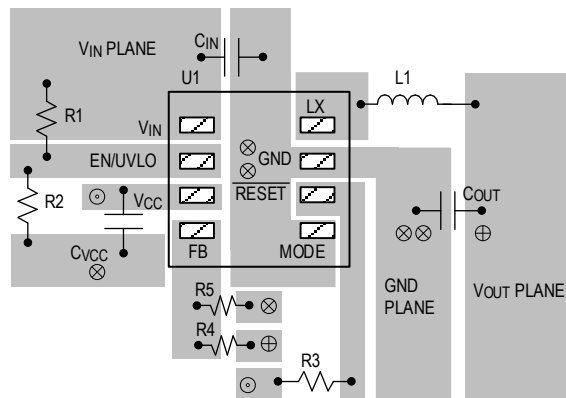 CIN
VIN PLANE
U1
L1
R1
VIN
LX
EN/UVLO
GND
R2
VCC
RESET
COUT
CVCC
FB
MODE
GND
PLANE
VOUT PLANE
R5
R4
R3